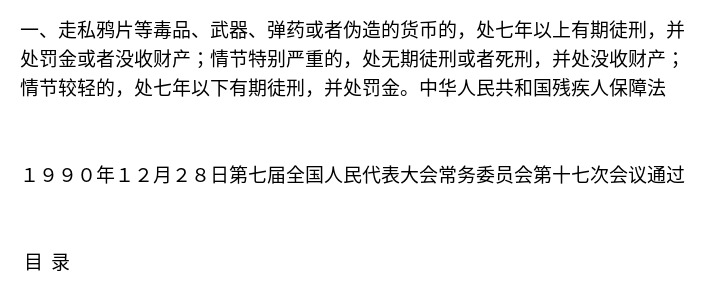 一、走私鸦片等毒品、武器、弹药或者伪造的货币的，处七年以上有期徒刑，并
处罚金或者没收财产；情节特别严重的，处无期徒刑或者死刑，并处没收财产；
情节较轻的，处七年以下有期徒刑，并处罚金。中华人民共和国残疾人保障法
１９９０年１２月２８日第七届全国人民代表大会常务委员会第十七次会议通过
目 录